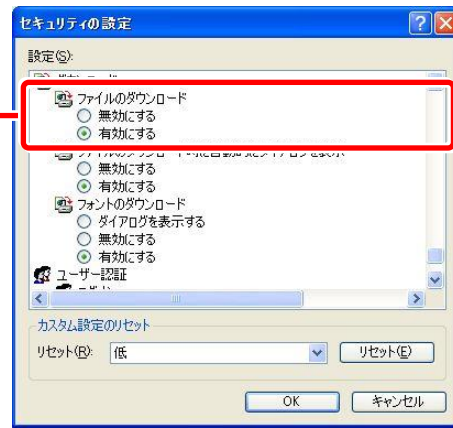 セキュリティの設定
設定(S):
ファイルのダウンロード
無効にする
有効にする
無効にする
有効にする
フォントのダウンロード
ダイアログを表示する
無効にする
有効にする
ユーザー認証
カスタム設定のリセット
リセット(R): 低 リセット(E)
OK キャンセル